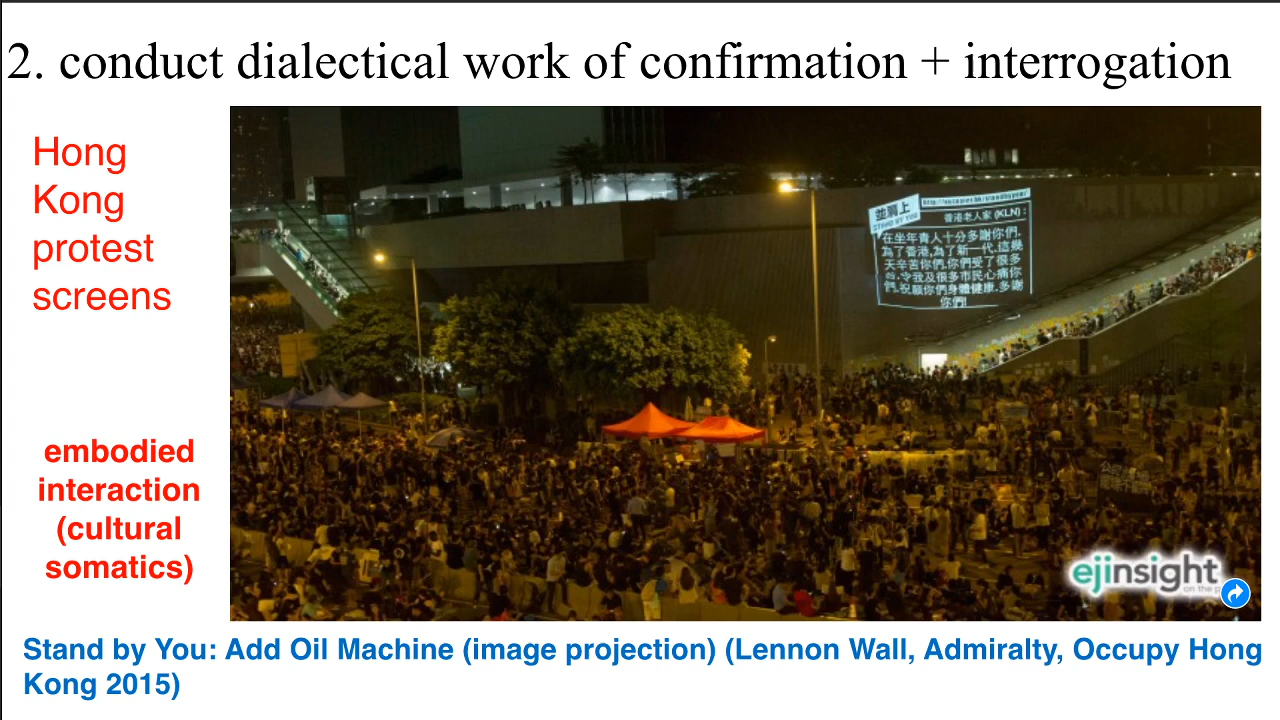 2. conduct dialectical work of confirmation + interrogation
Hong
Kong
protest
screens
並肩上
STAND BY YOU
香港老人家 (KLN) :
在坐年青人十分多謝你們,
為了香港,為了新一代,這幾
天辛苦你們,你們受了很多
苦,令我及很多市民心痛你
們,祝願你們身體健康,多謝
你們!
embodied
interaction
(cultural
somatics)
ejinsight
on the p
Stand by You: Add Oil Machine (image projection) (Lennon Wall, Admiralty, Occupy Hong
Kong 2015)